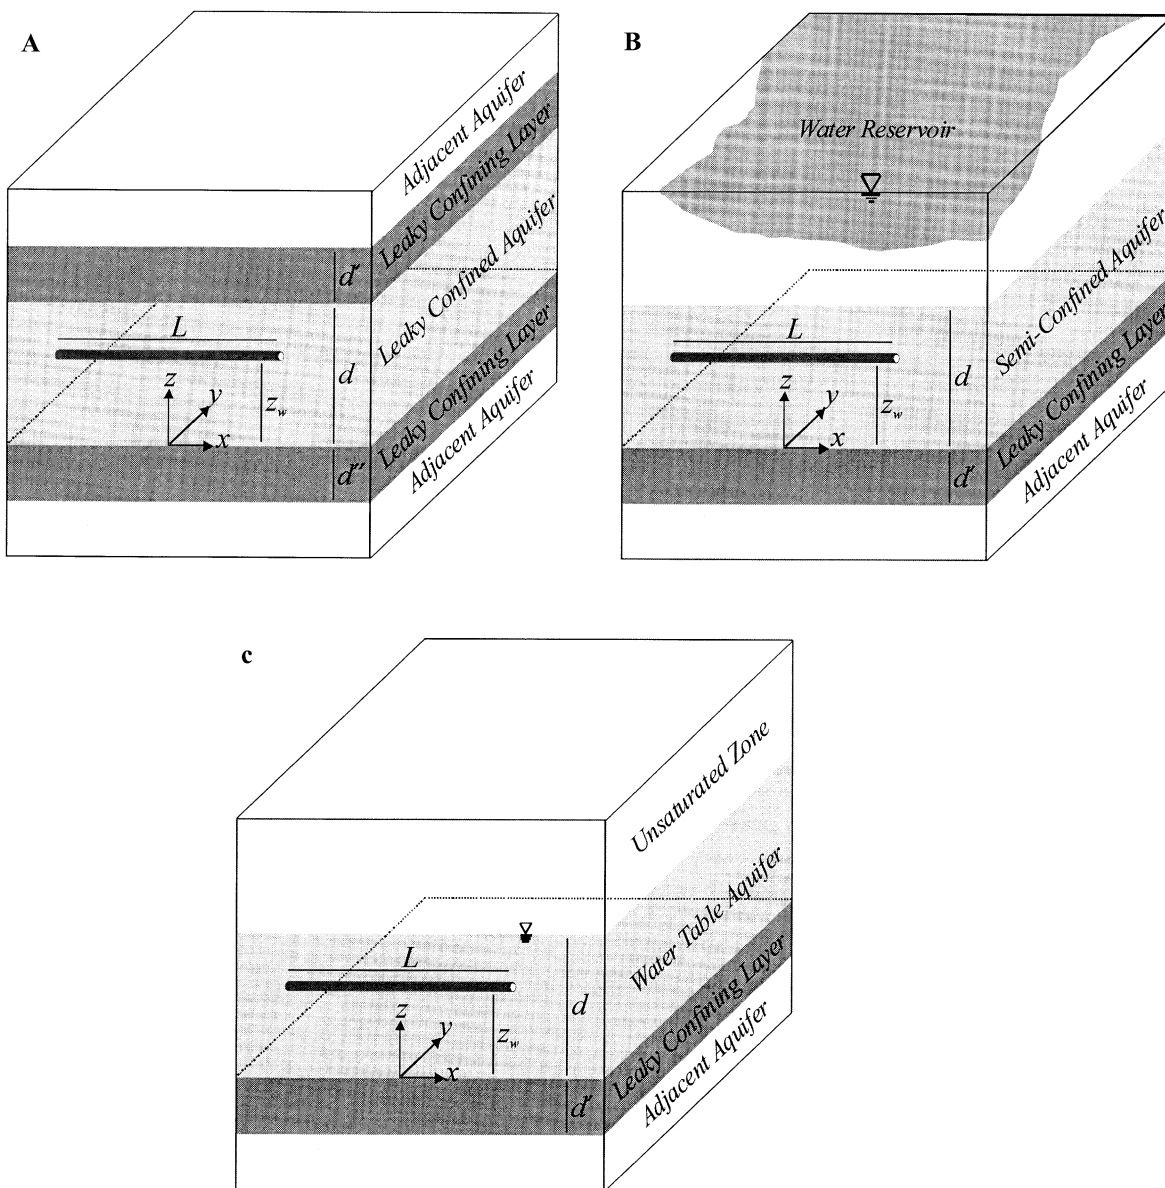 A
Adjacent Aquifer
Leaky Confining Layer
Leaky Confined Aquifer
Leaky Confining Layer
Adjacent Aquifer
d'
L
d
z
y
x
z_w
d''
B
Water Reservoir
Semi-Confined Aquifer
Leaky Confining Layer
Adjacent Aquifer
L
d
z
y
x
z_w
d'
c
Unsaturated Zone
Water Table Aquifer
Leaky Confining Layer
Adjacent Aquifer
L
d
z
y
x
z_w
d'